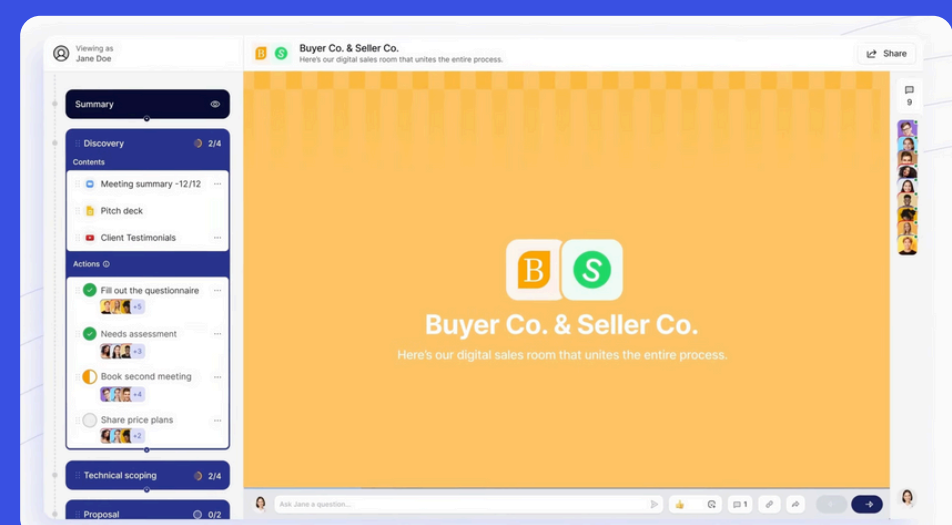 Viewing as
Jane Doe
Buyer Co. & Seller Co.
Here's our digital sales room that unites the entire process.
Share
Summary
Discovery 2/4
Contents
Meeting summary -12/12
Pitch deck
Client Testimonials
Actions
Fill out the questionnaire
+5
Needs assessment
+3
Book second meeting
+4
Share price plans
+2
Technical scoping 2/4
Proposal 0/2
9
B S
Buyer Co. & Seller Co.
Here's our digital sales room that unites the entire process.
Ask Jane a question...
1